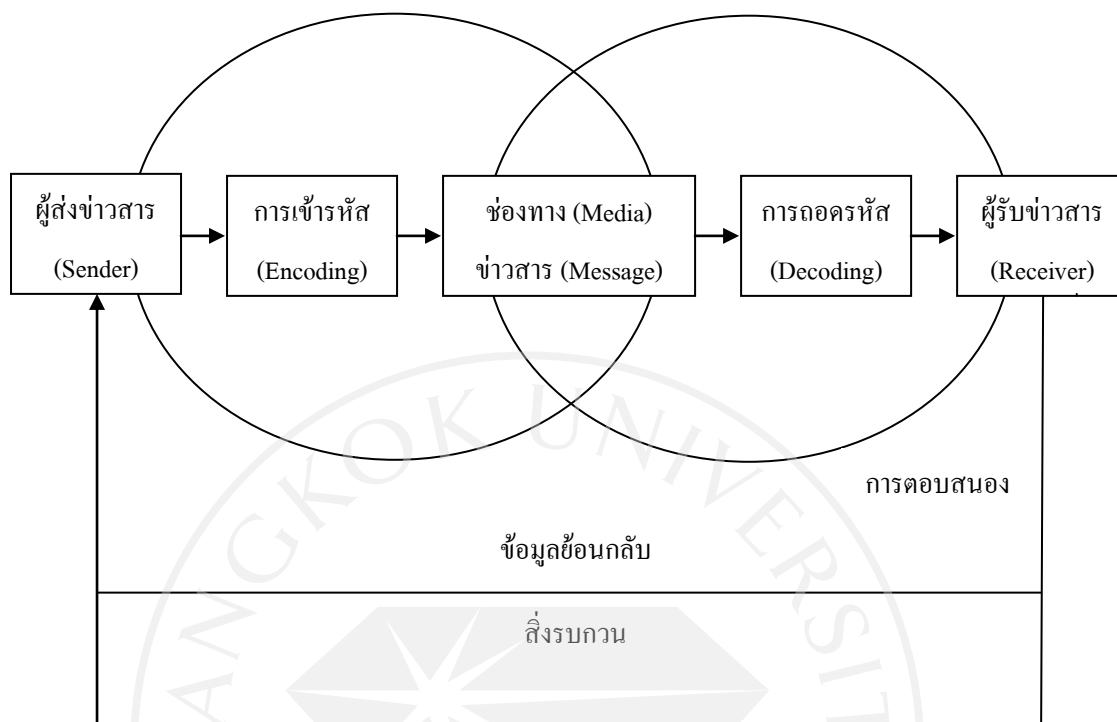 ผู้ส่งข่าวสาร
(Sender)
การเข้ารหัส
(Encoding)
ช่องทาง (Media)
ข่าวสาร (Message)
การถอดรหัส
(Decoding)
ผู้รับข่าวสาร
(Receiver)
การตอบสนอง
ข้อมูลย้อนกลับ
สิ่งรบกวน
ANGKOK UNIVERSIT